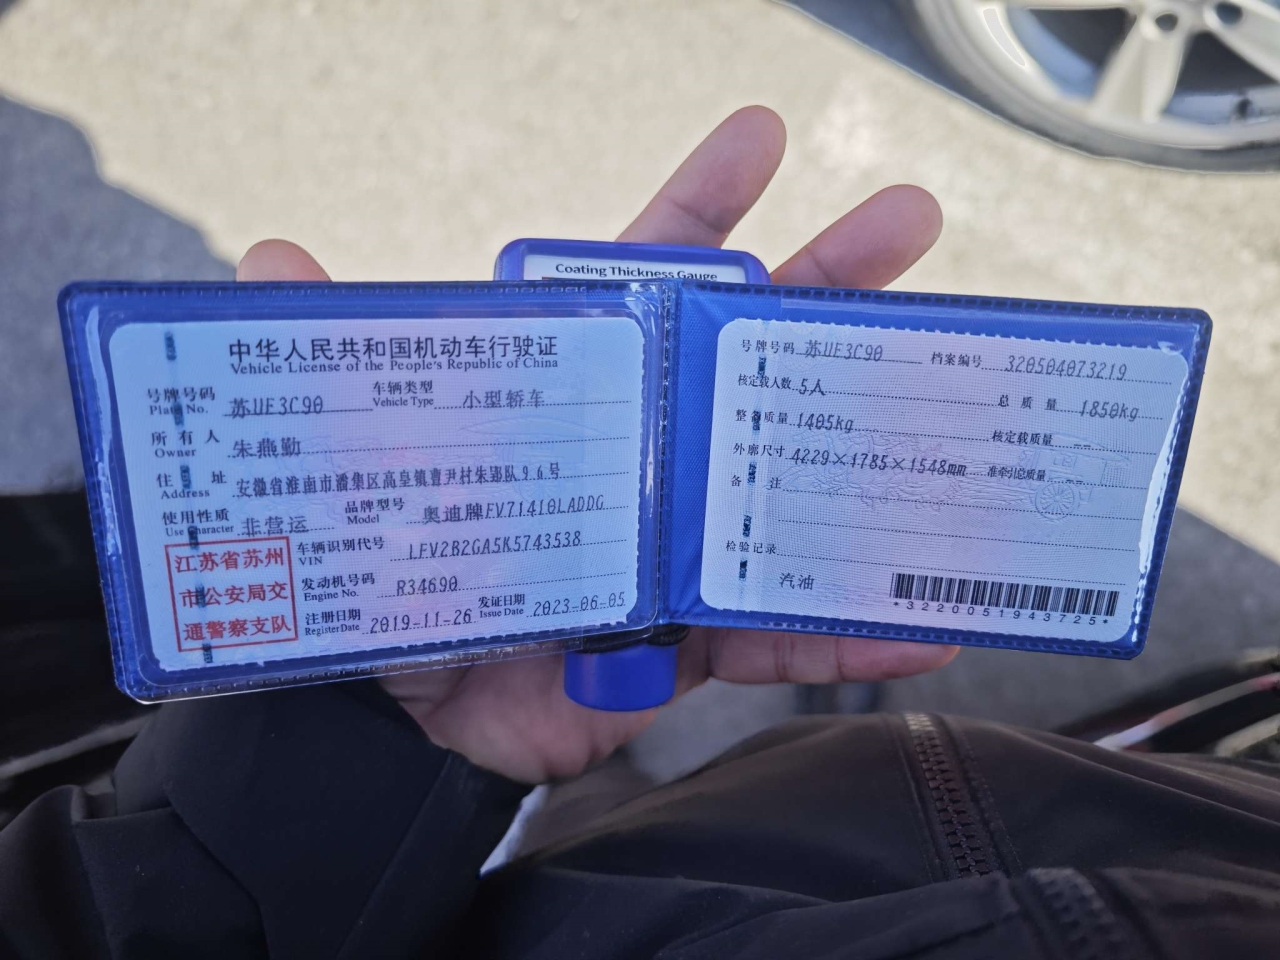 Coating Thickness Gauge
中华人民共和国机动车行驶证
Vehicle License of the People's Republic of China
号牌号码 苏UF3C90 车辆类型 小型轿车
Plate No. Vehicle Type
所有人 朱燕勤
Owner
住址 安徽省淮南市潘集区高皇镇曹尹村朱郢队96号
Address
使用性质 非营运 品牌型号 奥迪牌FV71410LADDG
Use Character Model
江苏省苏州
市公安局交
通警察支队
车辆识别代号 LFV2B2GA5K5743538
VIN
发动机号码 R34690
Engine No.
注册日期 2019-11-26 发证日期 2023-06-05
Register Date Issue Date
号牌号码 苏UF3C90 档案编号 320504073219
核定载人数 5人 总质量 1850kg
整备质量 1405kg 核定载质量
外廓尺寸 4229×1785×1548mm 准牵引总质量
备注
检验记录
汽油
*3220051943725*